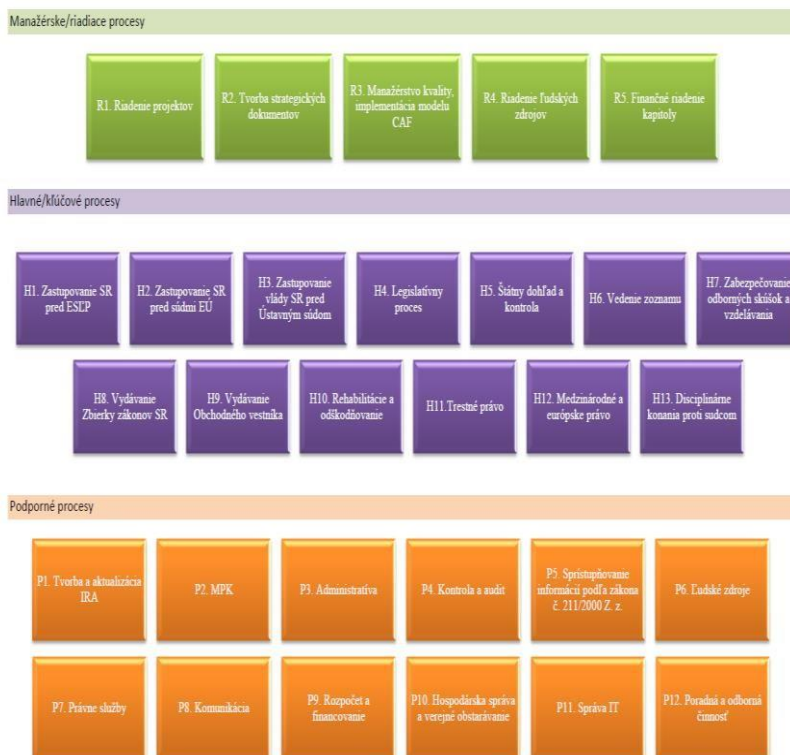 Manažérske/riadiace procesy
R1. Riadenie projektov
R2. Tvorba strategických
dokumentov
R3. Manažérstvo kvality,
implementácia modelu
CAF
R4. Riadenie ľudských
zdrojov
R5. Finančné riadenie
kapitoly
Hlavné/kľúčové procesy
H1. Zastupovanie SR
pred ESĽP
H2. Zastupovanie SR
pred súdmi EÚ
H3. Zastupovanie
vlády SR pred
Ústavným súdom
H4. Legislatívny
proces
H5. Štátny dohľad a
kontrola
H6. Vedenie zoznamu
H7. Zabezpečovanie
odborných skúšok a
vzdelávania
H8. Vydávanie
Zbierky zákonov SR
H9. Vydávanie
Obchodného vestníka
H10. Rehabilitácie a
odškodňovanie
H11.Trestné právo
H12. Medzinárodné a
európske právo
H13. Disciplinárne
konania proti sudcom
Podporné procesy
P1. Tvorba a aktualizácia
IRA
P2. MPK
P3. Administratíva
P4. Kontrola a audit
P5. Sprístupňovanie
informácií podľa zákona
č. 211/2000 Z. z.
P6. Ľudské zdroje
P7. Právne služby
P8. Komunikácia
P9. Rozpočet a
financovanie
P10. Hospodárska správa
a verejné obstarávanie
P11. Správa IT
P12. Poradná a odborná
činnosť